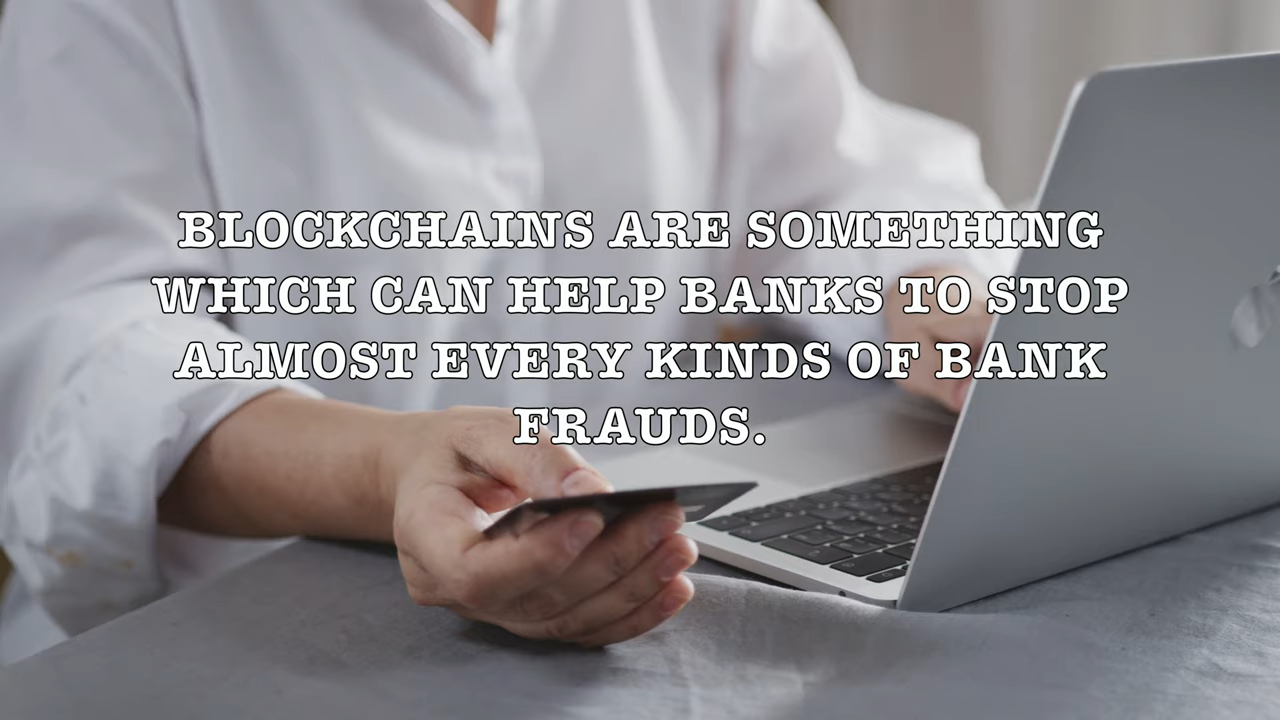 BLOCKCHAINS ARE SOMETHING
WHICH CAN HELP BANKS TO STOP
ALMOST EVERY KINDS OF BANK
FRAUDS.